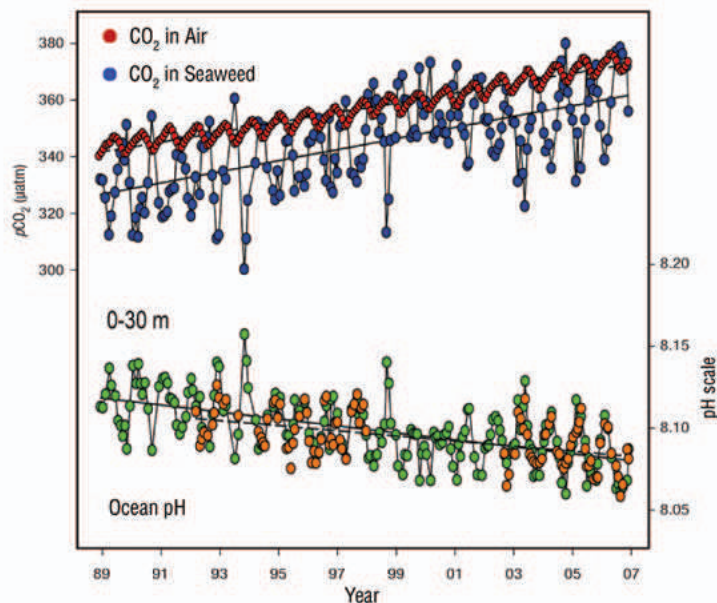 CO₂ in Air
CO₂ in Seaweed
380
360
340
320
300
pCO₂ (µatm)
8.20
8.15
8.10
8.05
pH scale
0-30 m
Ocean pH
89 91 93 95 97 99 01 03 05 07
Year